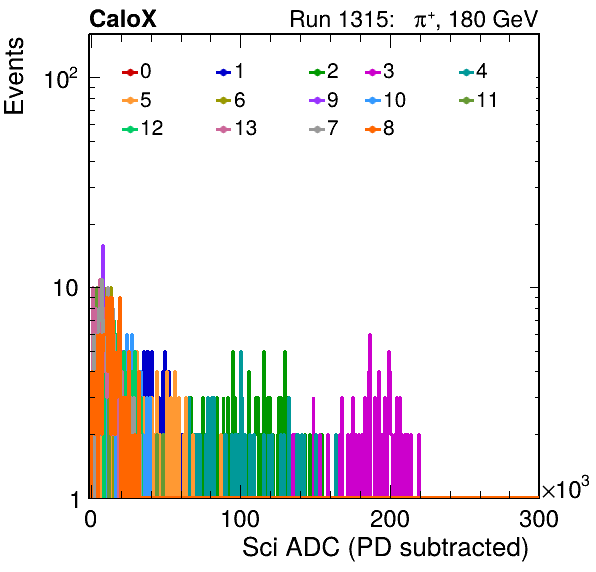 CaloX Run 1315: π⁺, 180 GeV
Events
10²
10
1
0 1 2 3 4
5 6 9 10 11
12 13 7 8
0 100 200 300
×10³
Sci ADC (PD subtracted)